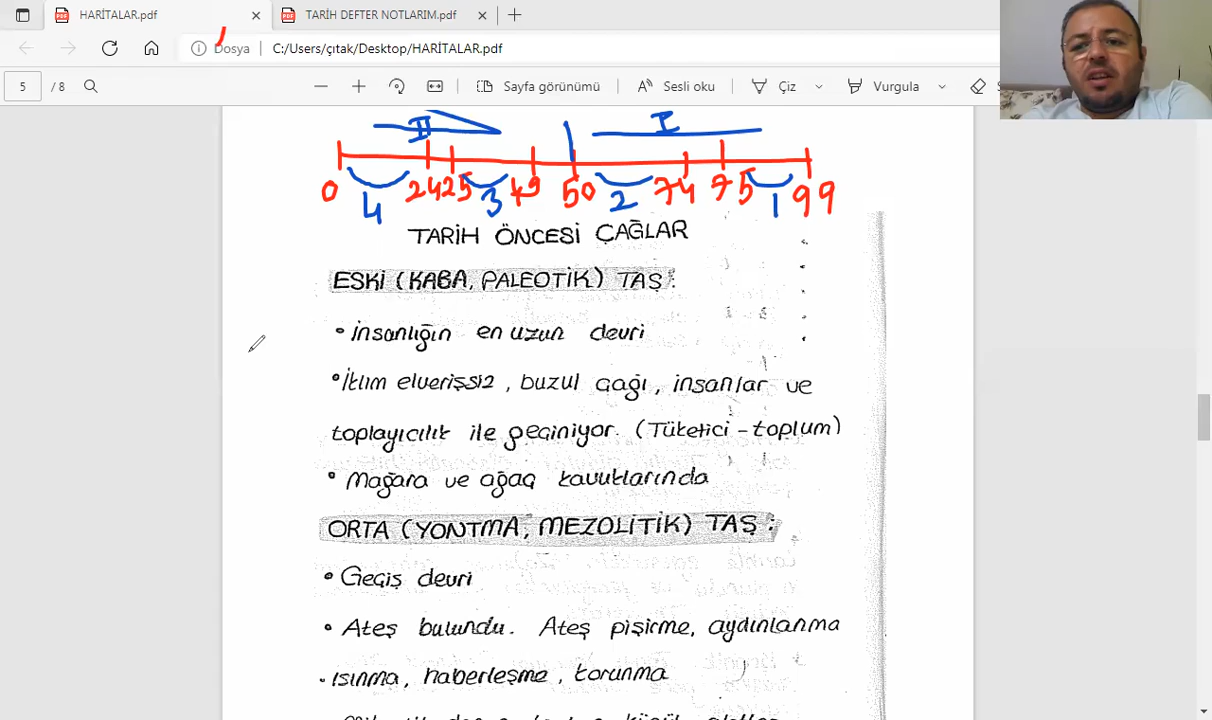 HARİTALAR.pdf
TARİH DEFTER NOTLARIM.pdf
Dosya
C:/Users/çıtak/Desktop/HARİTALAR.pdf
5 / 8
Sayfa görünümü
Sesli oku
Çiz
Vurgula
II I
0 24 25 49 50 74 75 99
4 3 2 1
TARİH ÖNCESİ ÇAĞLAR
ESKİ (KABA, PALEOTİK) TAŞ:
• İnsanlığın en uzun devri
• İklim elverişsiz, buzul çağı, insanlar ve
toplayıcılık ile geçiniyor. (Tüketici - toplum)
• Mağara ve ağaç kavuklarında
ORTA (YONTMA, MEZOLİTİK) TAŞ:
• Geçiş devri
• Ateş bulundu. Ateş pişirme, aydınlanma
• ısınma, haberleşme, korunma